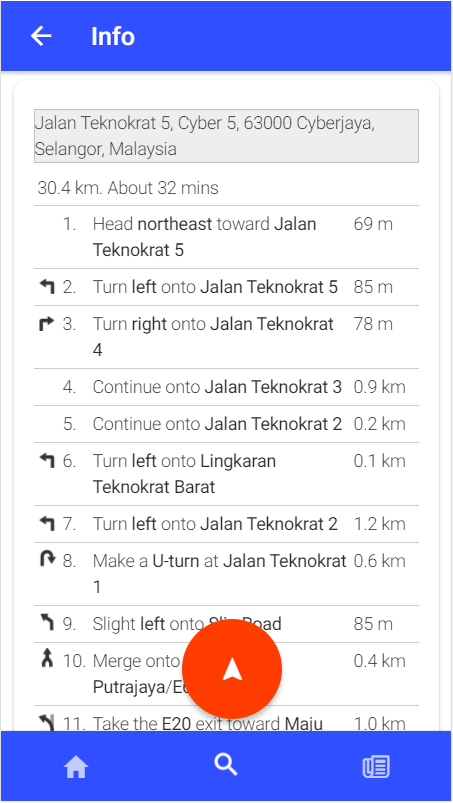 Info
Jalan Teknokrat 5, Cyber 5, 63000 Cyberjaya,
Selangor, Malaysia
30.4 km. About 32 mins
1. Head northeast toward Jalan 69 m
Teknokrat 5
2. Turn left onto Jalan Teknokrat 5 85 m
3. Turn right onto Jalan Teknokrat 78 m
4
4. Continue onto Jalan Teknokrat 3 0.9 km
5. Continue onto Jalan Teknokrat 2 0.2 km
6. Turn left onto Lingkaran 0.1 km
Teknokrat Barat
7. Turn left onto Jalan Teknokrat 2 1.2 km
8. Make a U-turn at Jalan Teknokrat 0.6 km
1
9. Slight left onto Slip Road 85 m
10. Merge onto 0.4 km
Putrajaya/
11. Take the E20 exit toward Maju 1.0 km